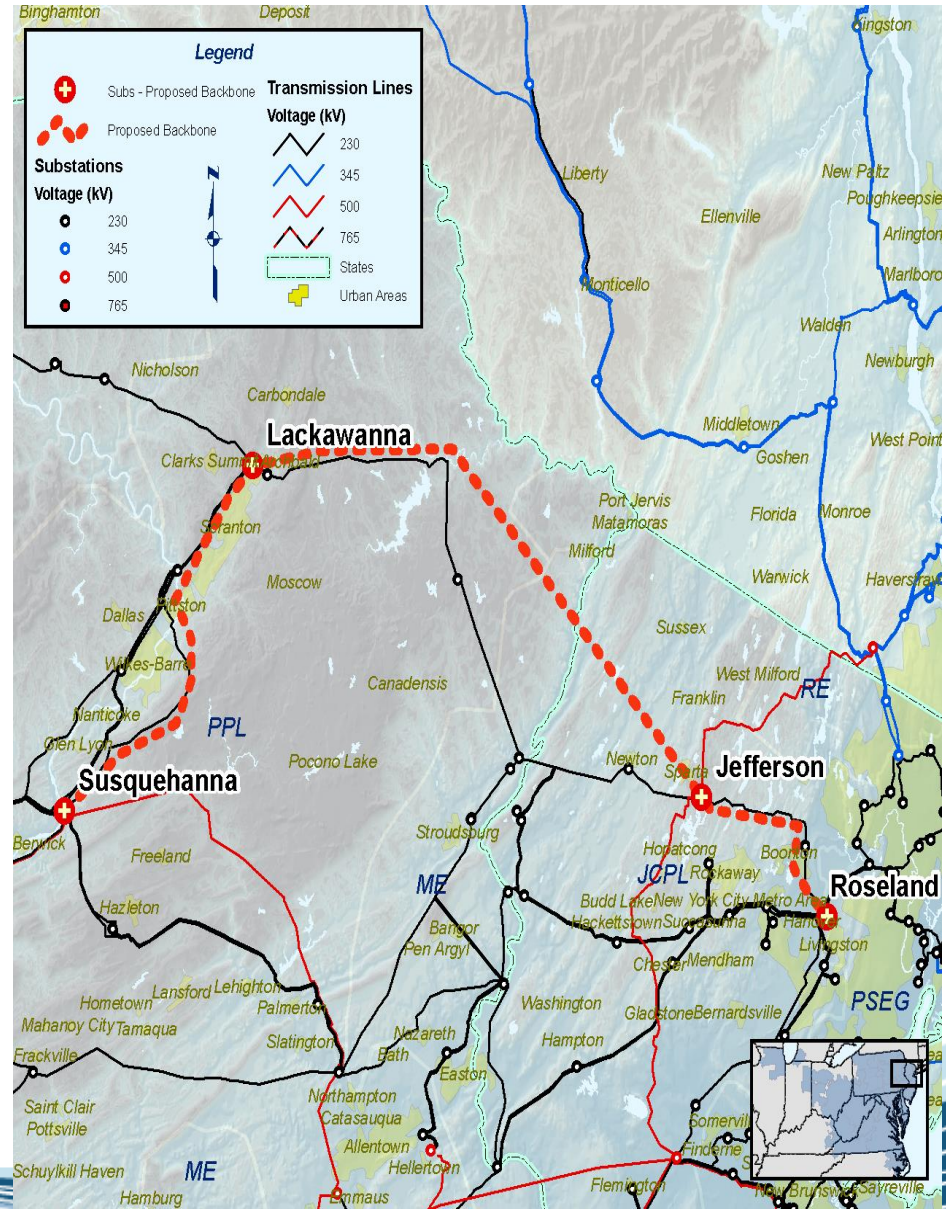 Binghamton
Deposit
Kingston
Legend
Subs - Proposed Backbone
Proposed Backbone
Substations
Voltage (kV)
230
345
500
765
N
Transmission Lines
Voltage (kV)
230
345
500
765
States
Urban Areas
Liberty
New Paltz
Poughkeepsie
Ellenville
Arlington
Marlboro
Monticello
Walden
Newburgh
Nicholson
Carbondale
Middletown
West Point
Lackawanna
Goshen
Clarks Summit
Port Jervis
Matamoras
Florida
Monroe
Scranton
Milford
Moscow
Warwick
Haverstra
Pittston
Dallas
Sussex
Wilkes-Barre
West Milford
Canadensis
Franklin
RE
Nanticoke
PPL
Glen Lyon
Pocono Lake
Newton
Sparta
Jefferson
Susquehanna
Stroudsburg
Berwick
Freeland
Hopatcong
Boonton
ME
JCPL
Rockaway
Roseland
Budd Lake
New York City Metro Area
Hazleton
Hackettstown
Succasunna
Hanover
Bangor
Livingston
Pen Argyl
Chester
Mendham
Lehighton
Lansford
Hometown
Palmerton
Washington
Gladstone
Bernardsville
PSEG
Mahanoy City
Tamaqua
Slatington
Nazareth
Bath
Hampton
Frackville
Easton
Northampton
Saint Clair
Catasauqua
Pottsville
Allentown
Somervil
Finderne
Schuylkill Haven
ME
Hellertown
Flemington
Hamburg
Emmaus
New Brunswick
Sayreville